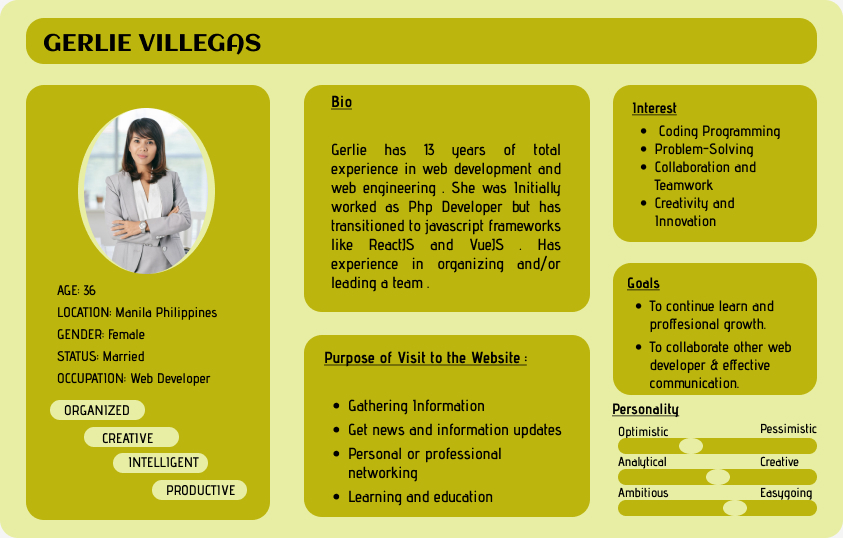 GERLIE VILLEGAS
AGE: 36
LOCATION: Manila Philippines
GENDER: Female
STATUS: Married
OCCUPATION: Web Developer
ORGANIZED
CREATIVE
INTELLIGENT
PRODUCTIVE
Bio
Gerlie has 13 years of total
experience in web development and
web engineering . She was Initially
worked as Php Developer but has
transitioned to javascript frameworks
like ReactJS and VueJS . Has
experience in organizing and/or
leading a team .
Purpose of Visit to the Website :
• Gathering Information
• Get news and information updates
• Personal or professional
networking
• Learning and education
Interest
• Coding Programming
• Problem-Solving
• Collaboration and
Teamwork
• Creativity and
Innovation
Goals
• To continue learn and
proffesional growth.
• To collaborate other web
developer & effective
communication.
Personality
Optimistic Pessimistic
Analytical Creative
Ambitious Easygoing